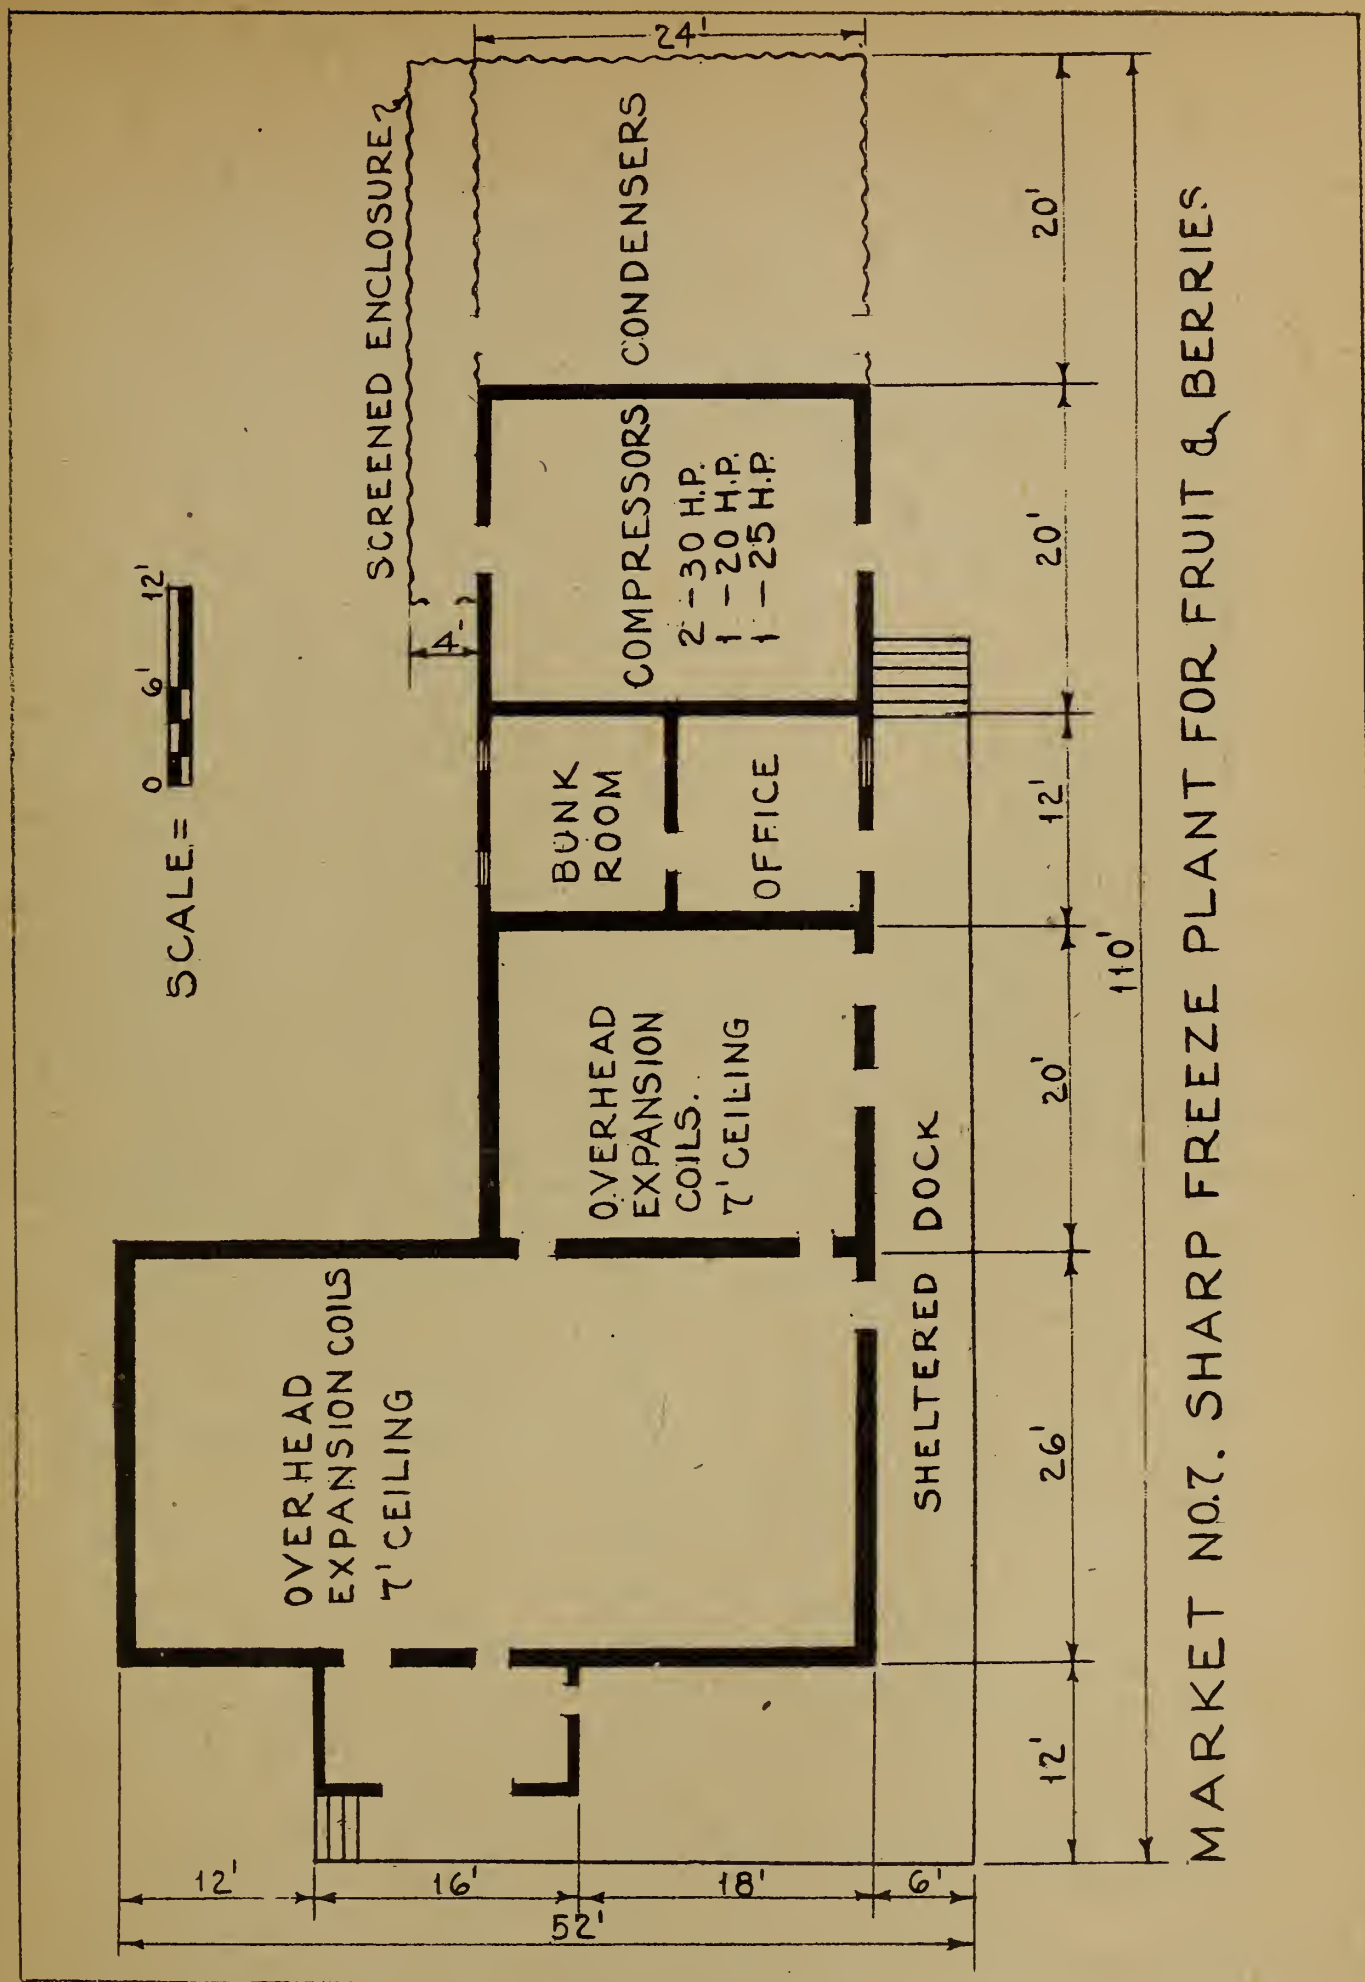 SCALE = 0 6' 12'
SCREENED ENCLOSURE
24'
4'
CONDENSERS
COMPRESSORS
2 - 30 H.P.
1 - 20 H.P.
1 - 25 H.P.
BUNK
ROOM
OFFICE
OVERHEAD
EXPANSION
COILS.
7' CEILING
OVERHEAD
EXPANSION COILS
7' CEILING
SHELTERED DOCK
12'
16'
18'
6'
52'
12'
26'
20'
12'
20'
20'
110'
MARKET NO.7. SHARP FREEZE PLANT FOR FRUIT & BERRIES